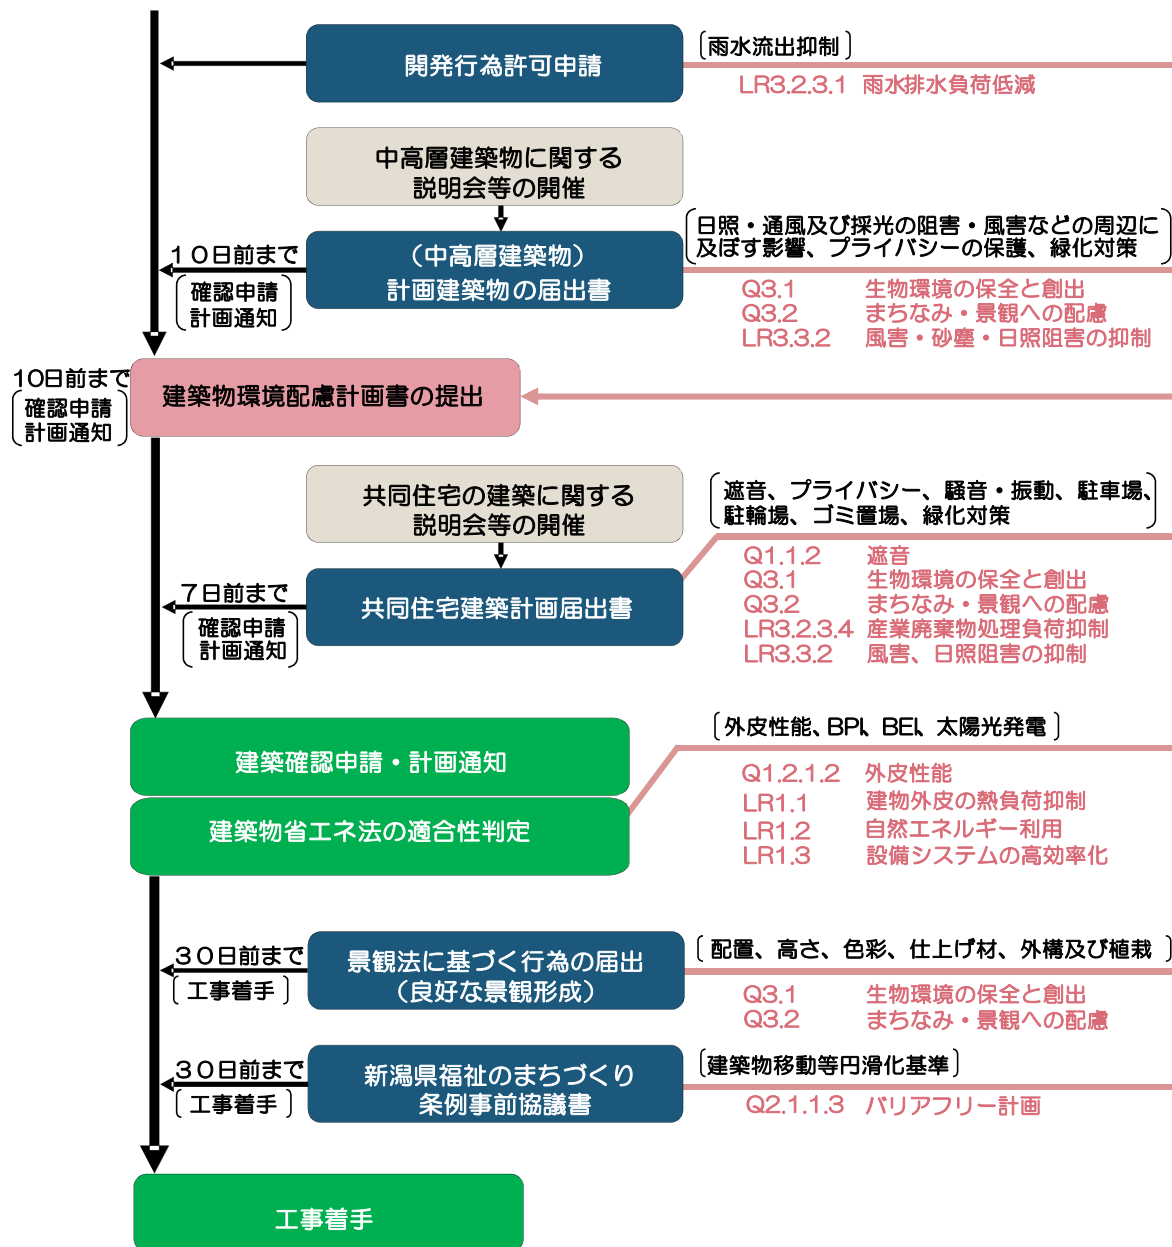 開発行為許可申請
〔雨水流出抑制〕
LR3.2.3.1 雨水排水負荷低減
中高層建築物に関する
説明会等の開催
（中高層建築物）
計画建築物の届出書
１０日前まで
確認申請
計画通知
日照・通風及び採光の阻害・風害などの周辺に
及ぼす影響、プライバシーの保護、緑化対策
Q3.1 生物環境の保全と創出
Q3.2 まちなみ・景観への配慮
LR3.3.2 風害・砂塵・日照阻害の抑制
10日前まで
確認申請
計画通知
建築物環境配慮計画書の提出
共同住宅の建築に関する
説明会等の開催
遮音、プライバシー、騒音・振動、駐車場、
駐輪場、ゴミ置場、緑化対策
Q1.1.2 遮音
Q3.1 生物環境の保全と創出
Q3.2 まちなみ・景観への配慮
LR3.2.3.4 産業廃棄物処理負荷抑制
LR3.3.2 風害、日照阻害の抑制
７日前まで
確認申請
計画通知
共同住宅建築計画届出書
建築確認申請・計画通知
建築物省エネ法の適合性判定
〔外皮性能、BPI、BEI、太陽光発電〕
Q1.2.1.2 外皮性能
LR1.1 建物外皮の熱負荷抑制
LR1.2 自然エネルギー利用
LR1.3 設備システムの高効率化
３０日前まで
〔工事着手〕
景観法に基づく行為の届出
（良好な景観形成）
〔配置、高さ、色彩、仕上げ材、外構及び植栽〕
Q3.1 生物環境の保全と創出
Q3.2 まちなみ・景観への配慮
３０日前まで
〔工事着手〕
新潟県福祉のまちづくり
条例事前協議書
〔建築物移動等円滑化基準〕
Q2.1.1.3 バリアフリー計画
工事着手